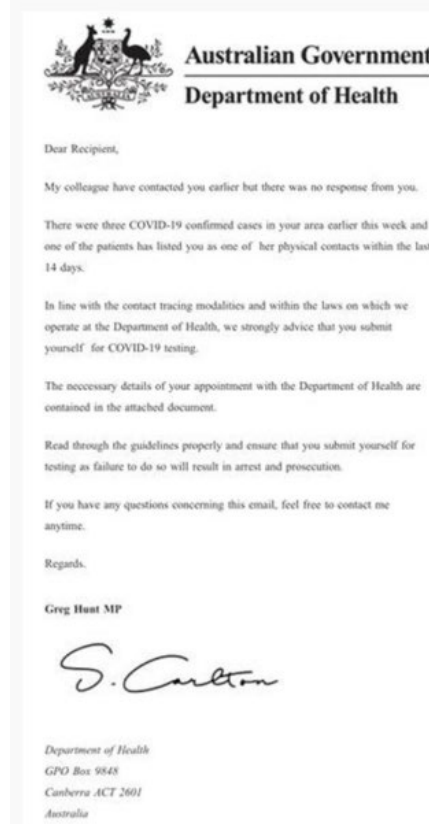 Australian Government
Department of Health
Dear Recipient,
My colleague have contacted you earlier but there was no response from you.
There were three COVID-19 confirmed cases in your area earlier this week and
one of the patients has listed you as one of her physical contacts within the last
14 days.
In line with the contact tracing modalities and within the laws on which we
operate at the Department of Health, we strongly advice that you submit
yourself for COVID-19 testing.
The neccessary details of your appointment with the Department of Health are
contained in the attached document.
Read through the guidelines properly and ensure that you submit yourself for
testing as failure to do so will result in arrest and prosecution.
If you have any questions concerning this email, feel free to contact me
anytime.
Regards.
Greg Hunt MP
S. Carlton
Department of Health
GPO Box 9848
Canberra ACT 2601
Australia